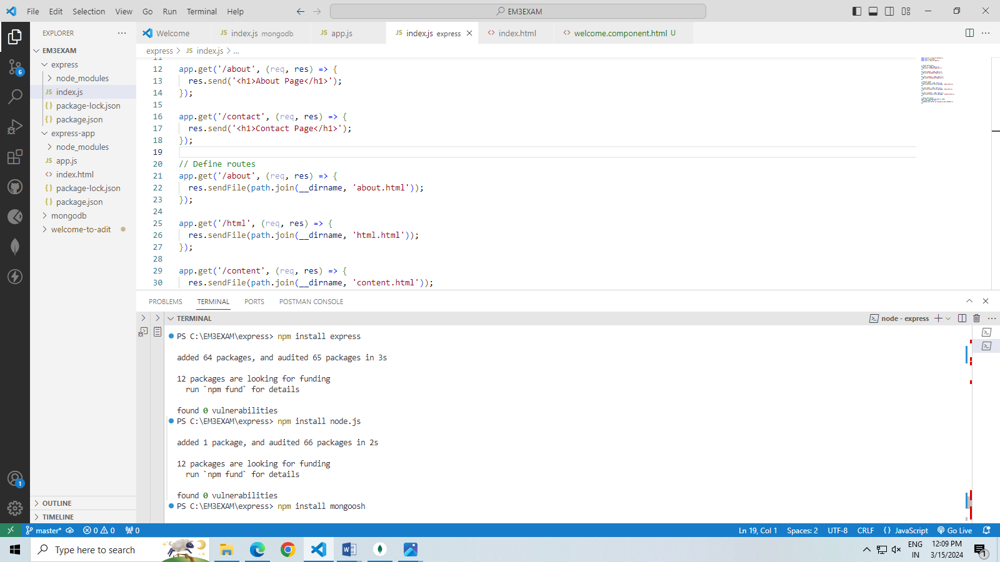 File Edit Selection View Go Run Terminal Help
EM3EXAM
EXPLORER
Welcome
JS index.js mongodb
JS app.js
JS index.js express
<> index.html
<> welcome.component.html U
express > JS index.js > ...
EM3EXAM
express
node_modules
JS index.js
{} package-lock.json
{} package.json
express-app
node_modules
JS app.js
<> index.html
{} package-lock.json
{} package.json
mongodb
welcome-to-adit
OUTLINE
TIMELINE
11
12 app.get('/about', (req, res) => {
13 res.send('<h1>About Page</h1>');
14 });
15
16 app.get('/contact', (req, res) => {
17 res.send('<h1>Contact Page</h1>');
18 });
19
20 // Define routes
21 app.get('/about', (req, res) => {
22 res.sendFile(path.join(__dirname, 'about.html'));
23 });
24
25 app.get('/html', (req, res) => {
26 res.sendFile(path.join(__dirname, 'html.html'));
27 });
28
29 app.get('/content', (req, res) => {
30 res.sendFile(path.join(__dirname, 'content.html'));
PROBLEMS TERMINAL PORTS POSTMAN CONSOLE
TERMINAL
node - express
PS C:\EM3EXAM\express> npm install express
added 64 packages, and audited 65 packages in 3s
12 packages are looking for funding
run `npm fund` for details
found 0 vulnerabilities
PS C:\EM3EXAM\express> npm install node.js
added 1 package, and audited 66 packages in 2s
12 packages are looking for funding
run `npm fund` for details
found 0 vulnerabilities
PS C:\EM3EXAM\express> npm install mongoosh
6
1
master* 0 0 0
Ln 19, Col 1 Spaces: 2 UTF-8 CRLF {} JavaScript Go Live
Type here to search
ENG
IN
12:09 PM
3/15/2024
1